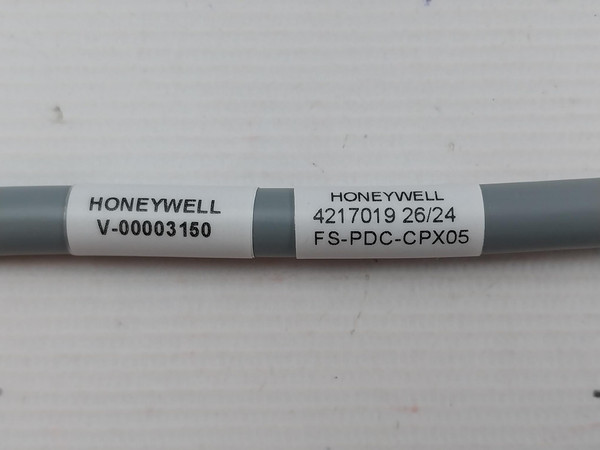 HONEYWELL
V-00003150
HONEYWELL
4217019 26/24
FS-PDC-CPX05